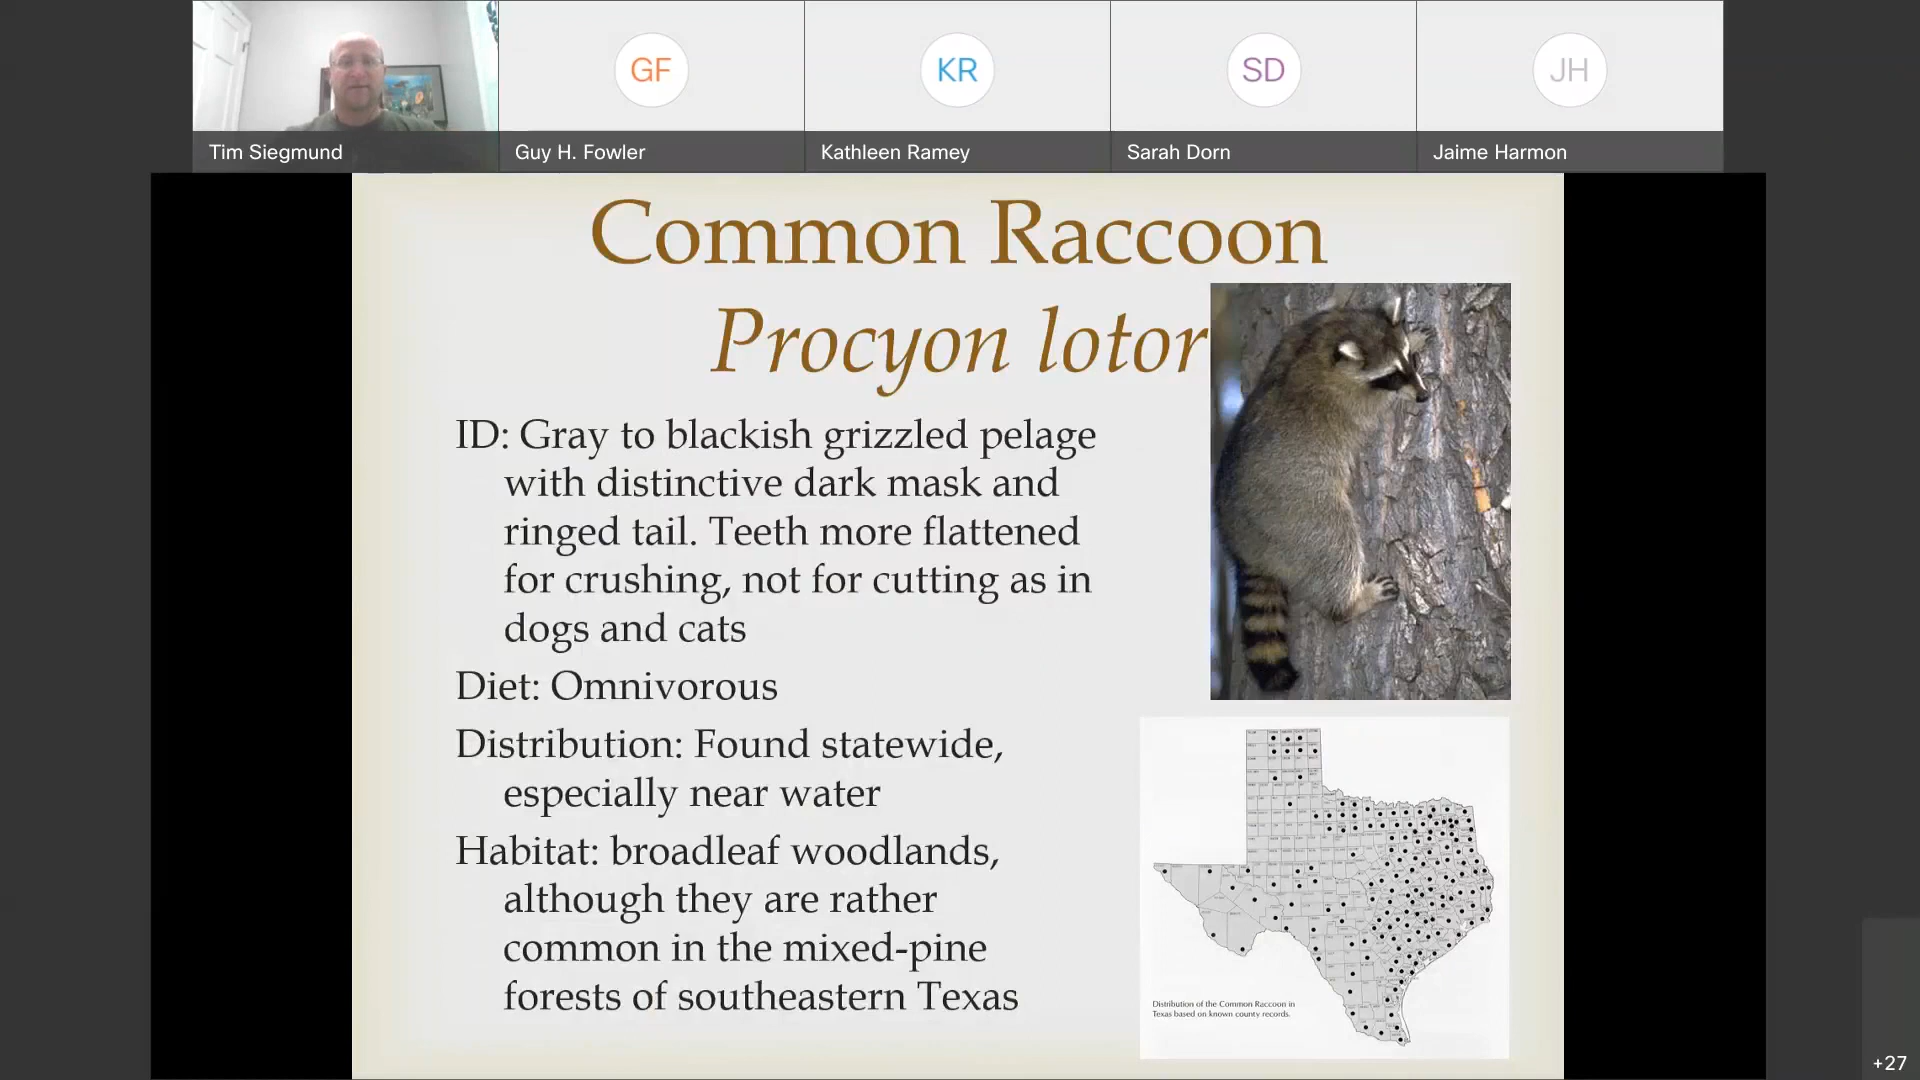 GF
KR
SD
JH
Tim Siegmund
Guy H. Fowler
Kathleen Ramey
Sarah Dorn
Jaime Harmon
Common Raccoon
Procyon lotor
ID: Gray to blackish grizzled pelage
with distinctive dark mask and
ringed tail. Teeth more flattened
for crushing, not for cutting as in
dogs and cats
Diet: Omnivorous
Distribution: Found statewide,
especially near water
Habitat: broadleaf woodlands,
although they are rather
common in the mixed-pine
forests of southeastern Texas
Distribution of the Common Raccoon in
Texas based on known county records.
+27